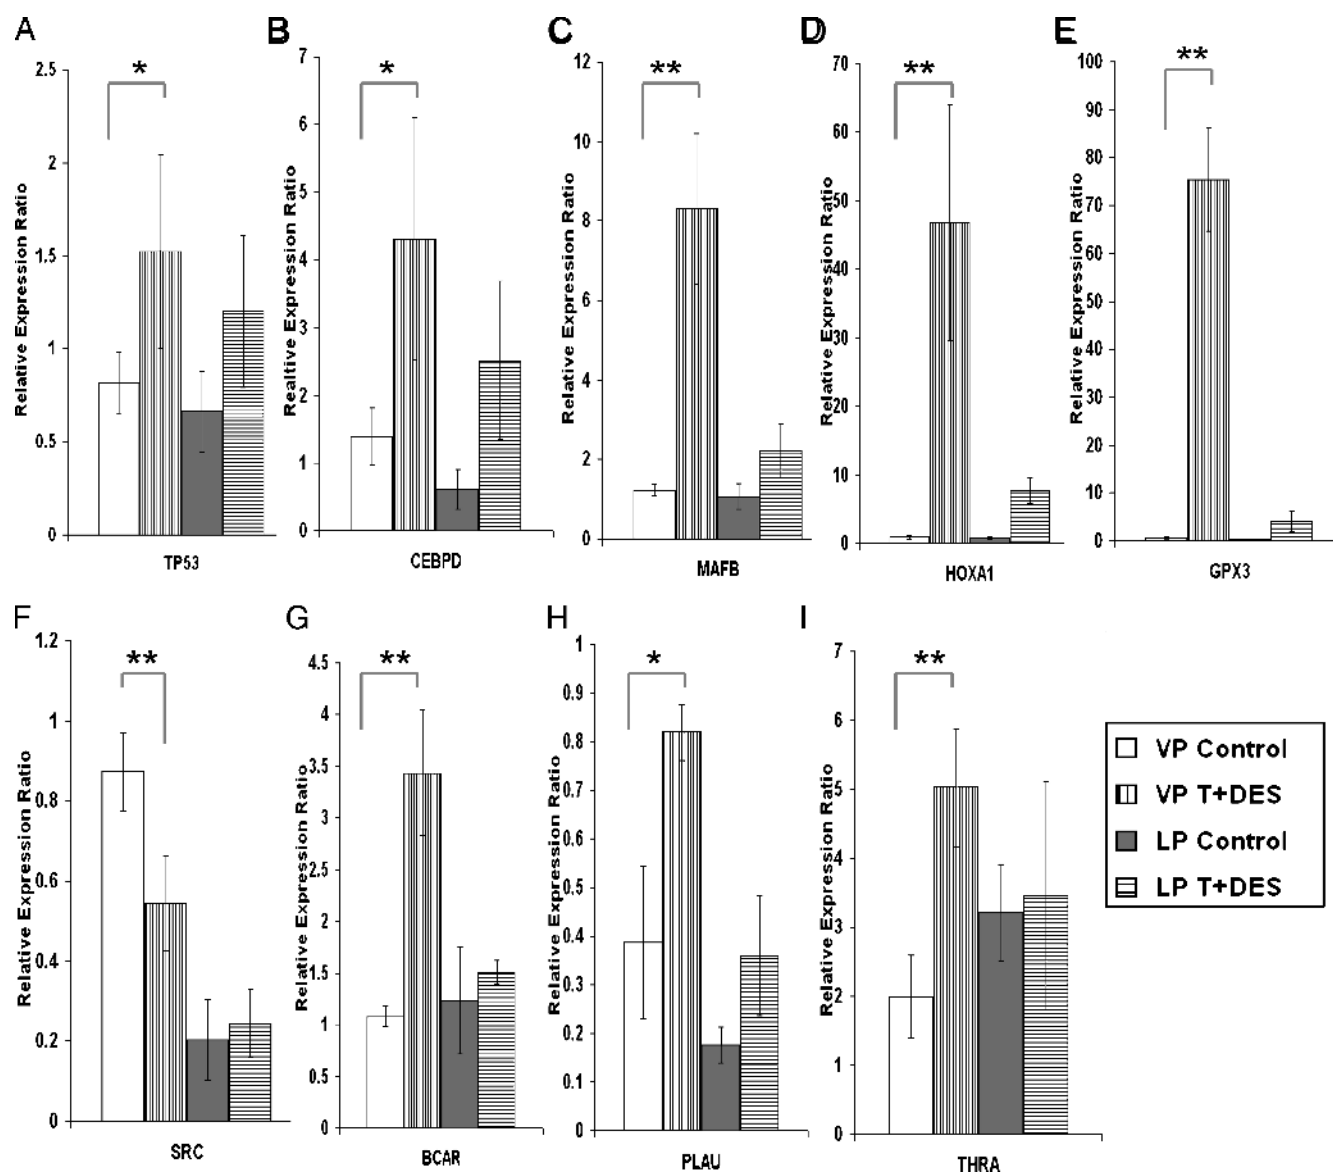 A
2.5
2
1.5
1
0.5
0
Relative Expression Ratio
*
TP53
B
7
6
5
4
3
2
1
0
Realtive Expression Ratio
*
CEBPD
C
12
10
8
6
4
2
0
Relative Expression Ratio
**
MAFB
D
70
60
50
40
30
20
10
0
Relative Expression Ratio
**
HOXA1
E
100
90
80
70
60
50
40
30
20
10
0
Relative Expression Ratio
**
GPX3
F
1.2
1
0.8
0.6
0.4
0.2
0
Relative Expression Ratio
**
SRC
G
4.5
4
3.5
3
2.5
2
1.5
1
0.5
0
Relative Expression Ratio
**
BCAR
H
1
0.9
0.8
0.7
0.6
0.5
0.4
0.3
0.2
0.1
0
Relative Expression Ratio
*
PLAU
I
7
6
5
4
3
2
1
0
Relative Expression Ratio
**
THRA
VP Control
VP T+DES
LP Control
LP T+DES